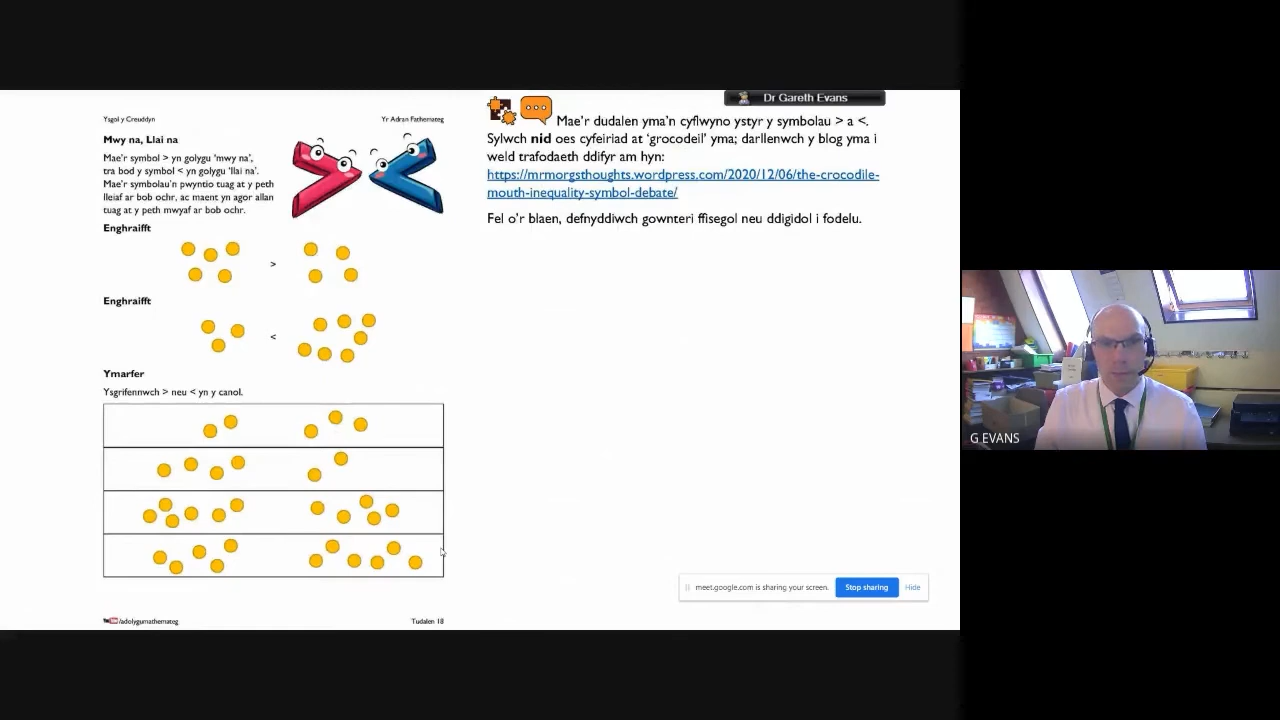 Ysgol y Creuddyn
Yr Adran Fathemateg
Mwy na, Llai na
Mae'r symbol > yn golygu 'mwy na',
tra bod y symbol < yn golygu 'llai na'.
Mae'r symbolau'n pwyntio tuag at y peth
lleiaf ar bob ochr, ac maent yn agor allan
tuag at y peth mwyaf ar bob ochr.
Enghraifft
>
Enghraifft
<
Ymarfer
Ysgrifennwch > neu < yn y canol.
/adolygumathemateg
Tudalen 18
Dr Gareth Evans
Mae'r dudalen yma'n cyflwyno ystyr y symbolau > a <.
Sylwch nid oes cyfeiriad at 'grocodeil' yma; darllenwch y blog yma i
weld trafodaeth ddifyr am hyn:
https://mrmorgsthoughts.wordpress.com/2020/12/06/the-crocodile-
mouth-inequality-symbol-debate/
Fel o'r blaen, defnyddiwch gownteri ffisegol neu ddigidol i fodelu.
meet.google.com is sharing your screen.
Stop sharing
Hide
G EVANS